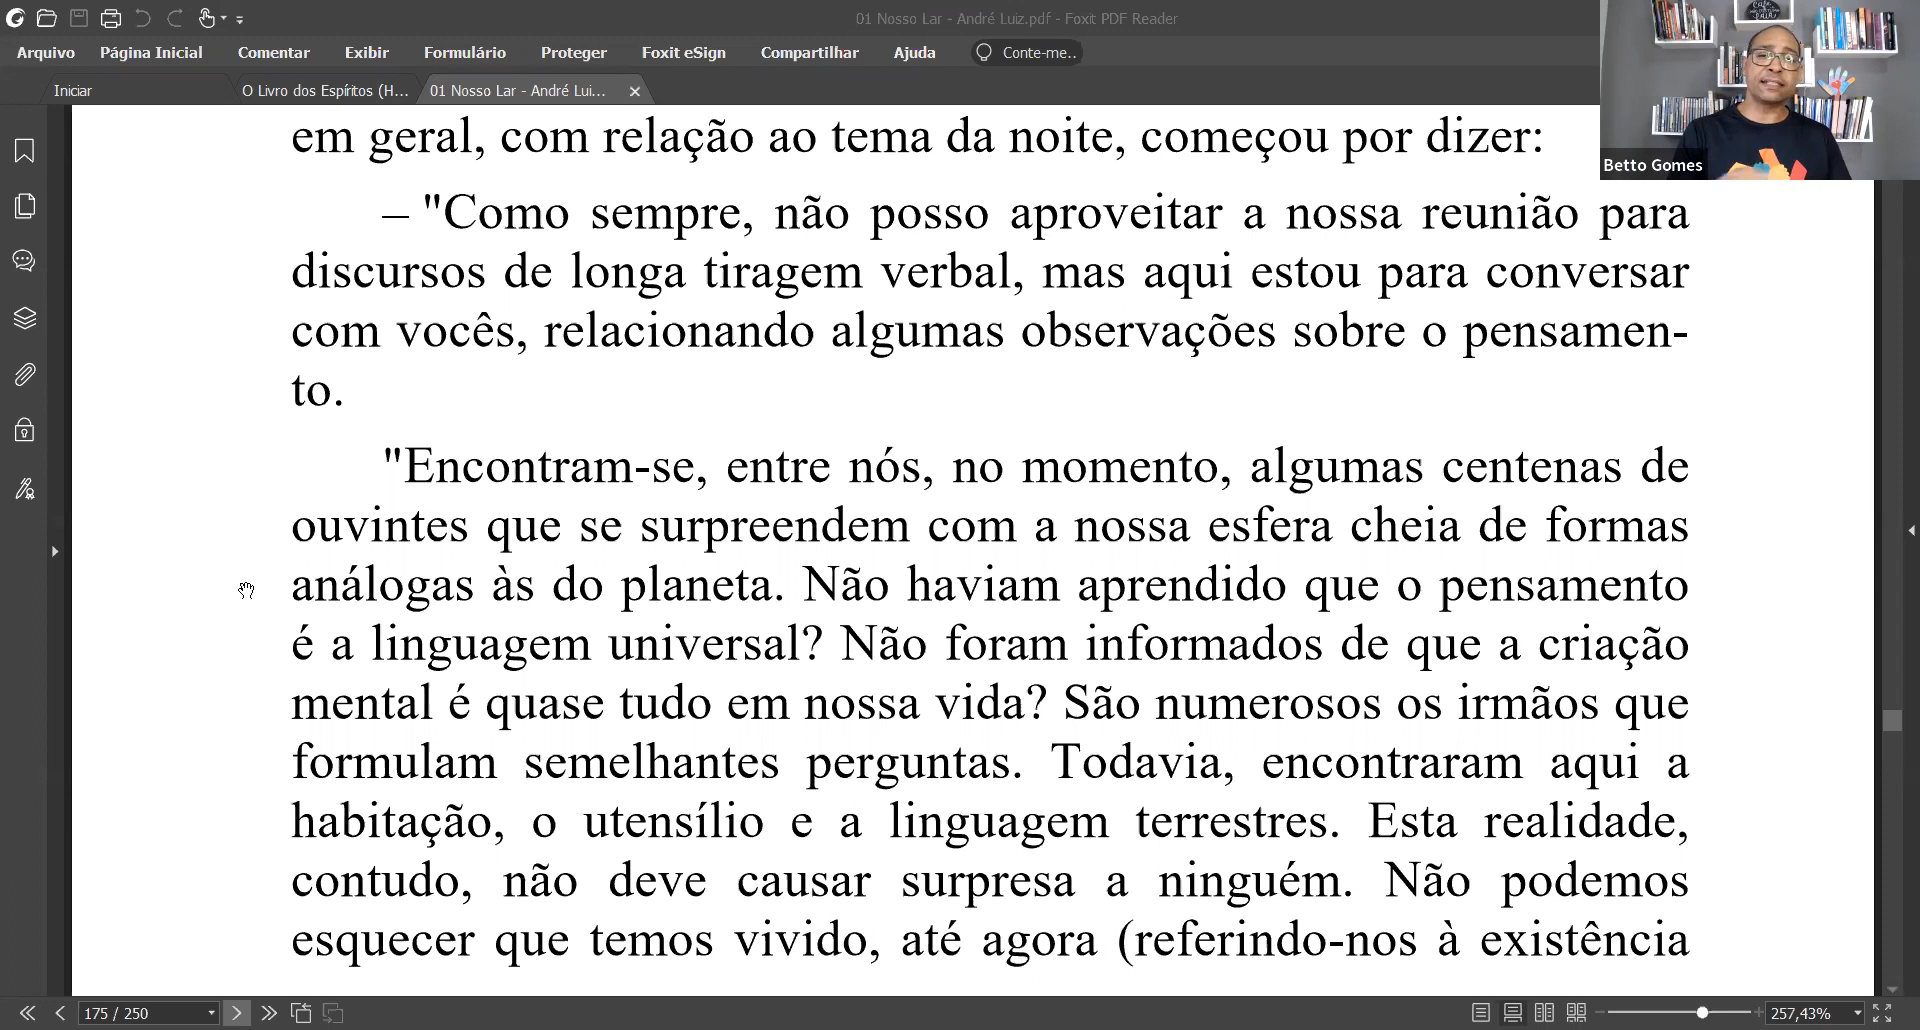 01 Nosso Lar - André Luiz.pdf - Foxit PDF Reader
Arquivo Página Inicial Comentar Exibir Formulário Proteger Foxit eSign Compartilhar Ajuda Conte-me..
Iniciar O Livro dos Espíritos (H... 01 Nosso Lar - André Lui...
Betto Gomes
em geral, com relação ao tema da noite, começou por dizer:
– "Como sempre, não posso aproveitar a nossa reunião para
discursos de longa tiragem verbal, mas aqui estou para conversar
com vocês, relacionando algumas observações sobre o pensamen-
to.
"Encontram-se, entre nós, no momento, algumas centenas de
ouvintes que se surpreendem com a nossa esfera cheia de formas
análogas às do planeta. Não haviam aprendido que o pensamento
é a linguagem universal? Não foram informados de que a criação
mental é quase tudo em nossa vida? São numerosos os irmãos que
formulam semelhantes perguntas. Todavia, encontraram aqui a
habitação, o utensílio e a linguagem terrestres. Esta realidade,
contudo, não deve causar surpresa a ninguém. Não podemos
esquecer que temos vivido, até agora (referindo-nos à existência
175 / 250 257,43%